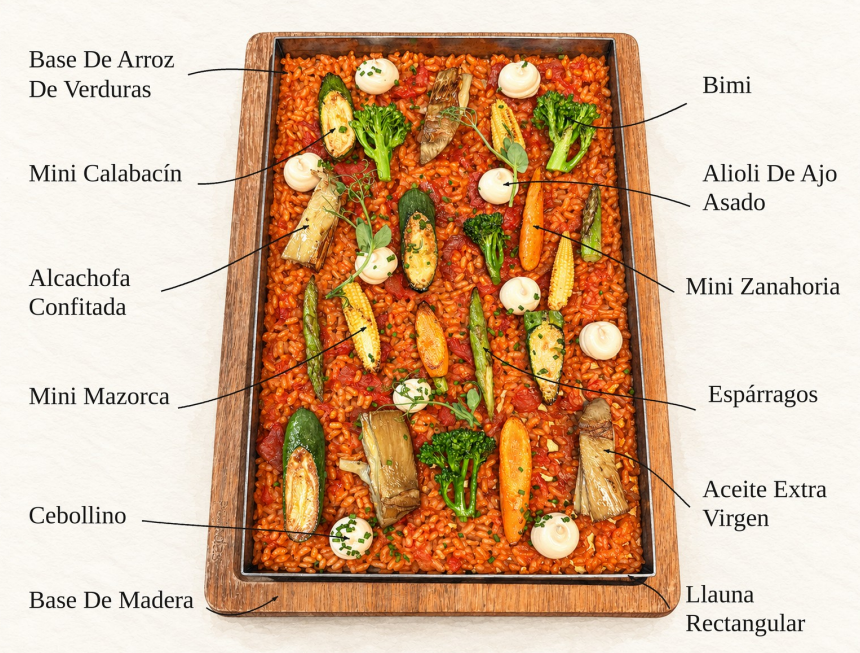 Base De Arroz
De Verduras
Mini Calabacín
Alcachofa
Confitada
Mini Mazorca
Cebollino
Base De Madera
Bimi
Alioli De Ajo
Asado
Mini Zanahoria
Espárragos
Aceite Extra
Virgen
Llauna
Rectangular